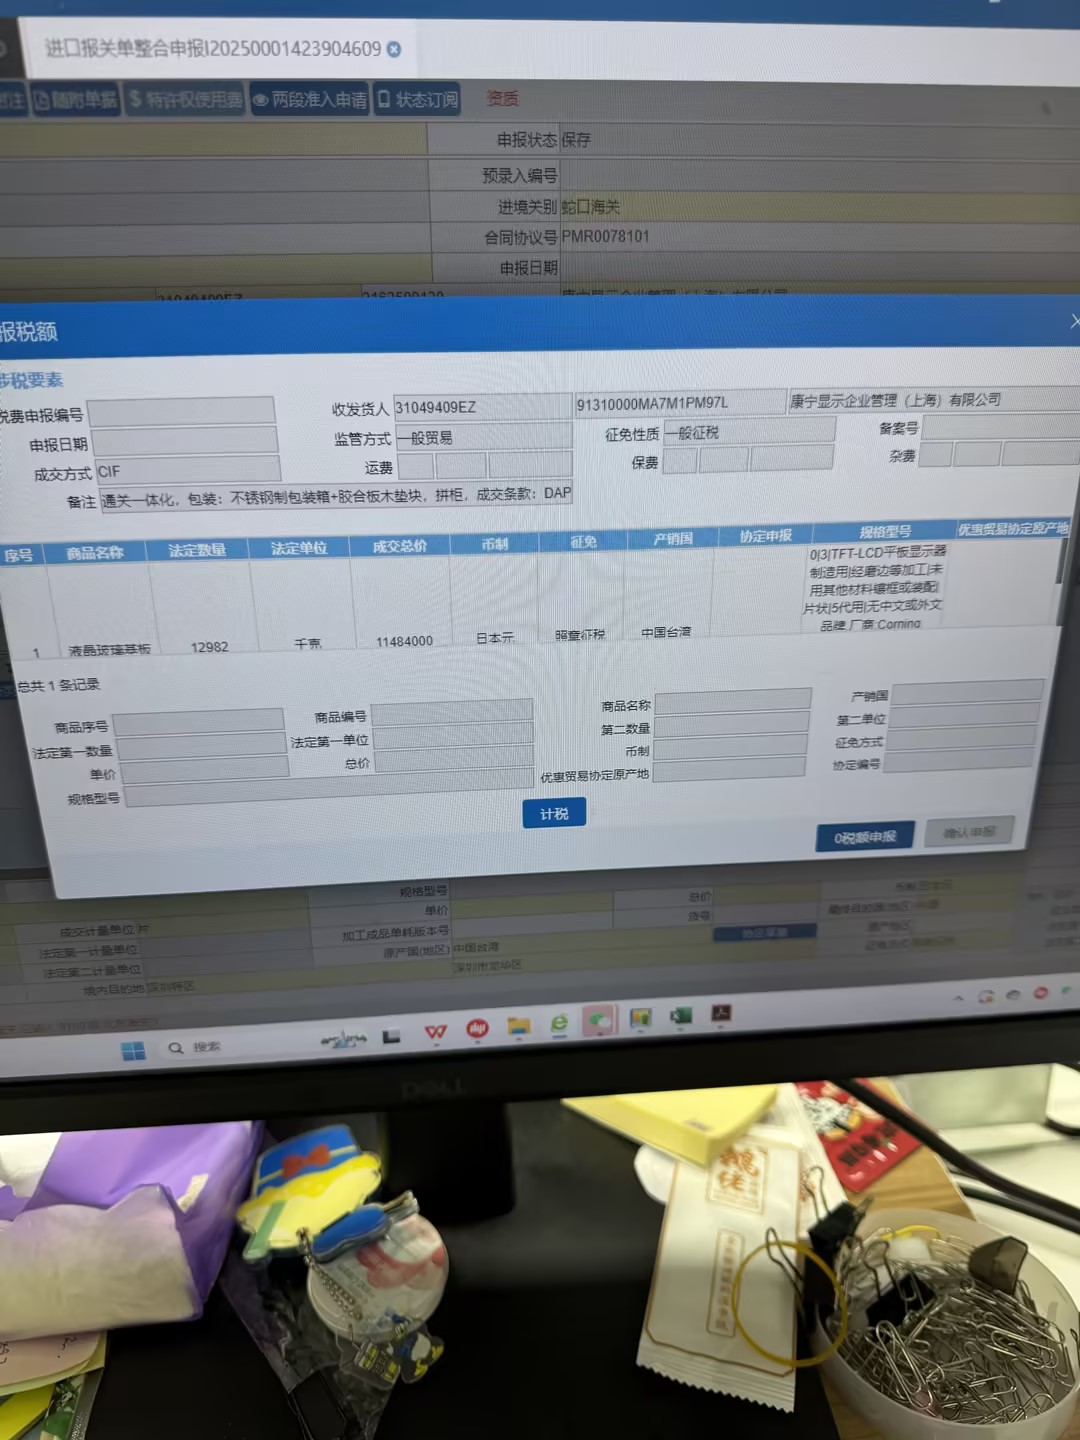 进口报关单整合申报I20250001423904609
随附单据 $ 特许权使用费 两段准入申请 状态订阅 资质
申报状态 保存
预录入编号
进境关别 蛇口海关
合同协议号 PMR0078101
申报日期
报税额
涉税要素
税费申报编号 收发货人 31049409EZ 91310000MA7M1PM97L 康宁显示企业管理（上海）有限公司
申报日期 监管方式 一般贸易 征免性质 一般征税 备案号
成交方式 CIF 运费 保费 杂费
备注 通关一体化，包装：不锈钢制包装箱+胶合板木垫块，拼柜，成交条款：DAP
序号 商品名称 法定数量 法定单位 成交总价 币制 征免 产销国 协定申报 规格型号 优惠贸易协定原产地
0|3|TFT-LCD平板显示器
制造用|经磨边等加工|未
用其他材料镶框或装配|
片状|5代用|无中文或外文
品牌,厂商:Corning
1 液晶玻璃基板 12982 千克 11484000 日本元 照章征税 中国台湾
总共 1 条记录
商品序号 商品编号 商品名称 产销国
法定第一数量 法定第一单位 第二数量 第二单位
单价 总价 币制 征免方式
规格型号 优惠贸易协定原产地 协定编号
计税
0税额申报 确认申报
规格型号
单价 总价
成交计量单位 片 加工成品单耗版本号 货号
法定第一计量单位 原产国(地区) 中国台湾
法定第二计量单位 深圳市龙华区
境内目的地 深圳特区
搜索
DELL